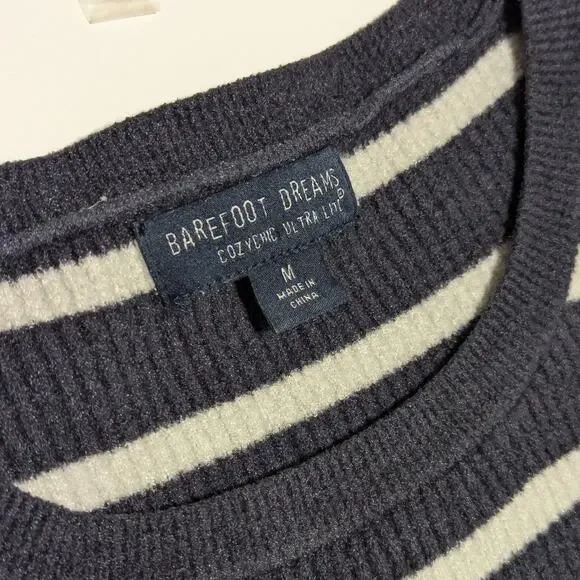 BAREFOOT DREAMS
COZYCHIC ULTRA LITE
M
MADE IN
CHINA